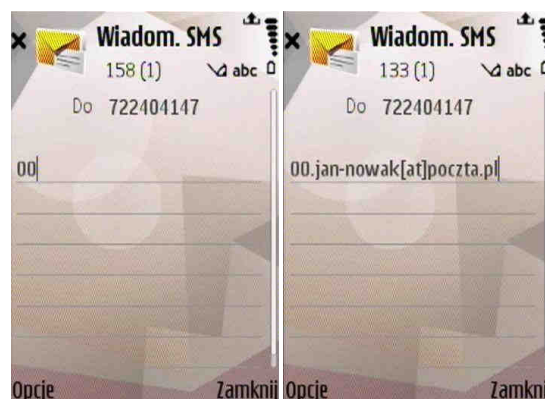 Wiadom. SMS
158 (1) abc
Do 722404147
00
Opcje Zamknij
Wiadom. SMS
133 (1) abc
Do 722404147
00.jan-nowak[at]poczta.pl
Opcje Zamknij